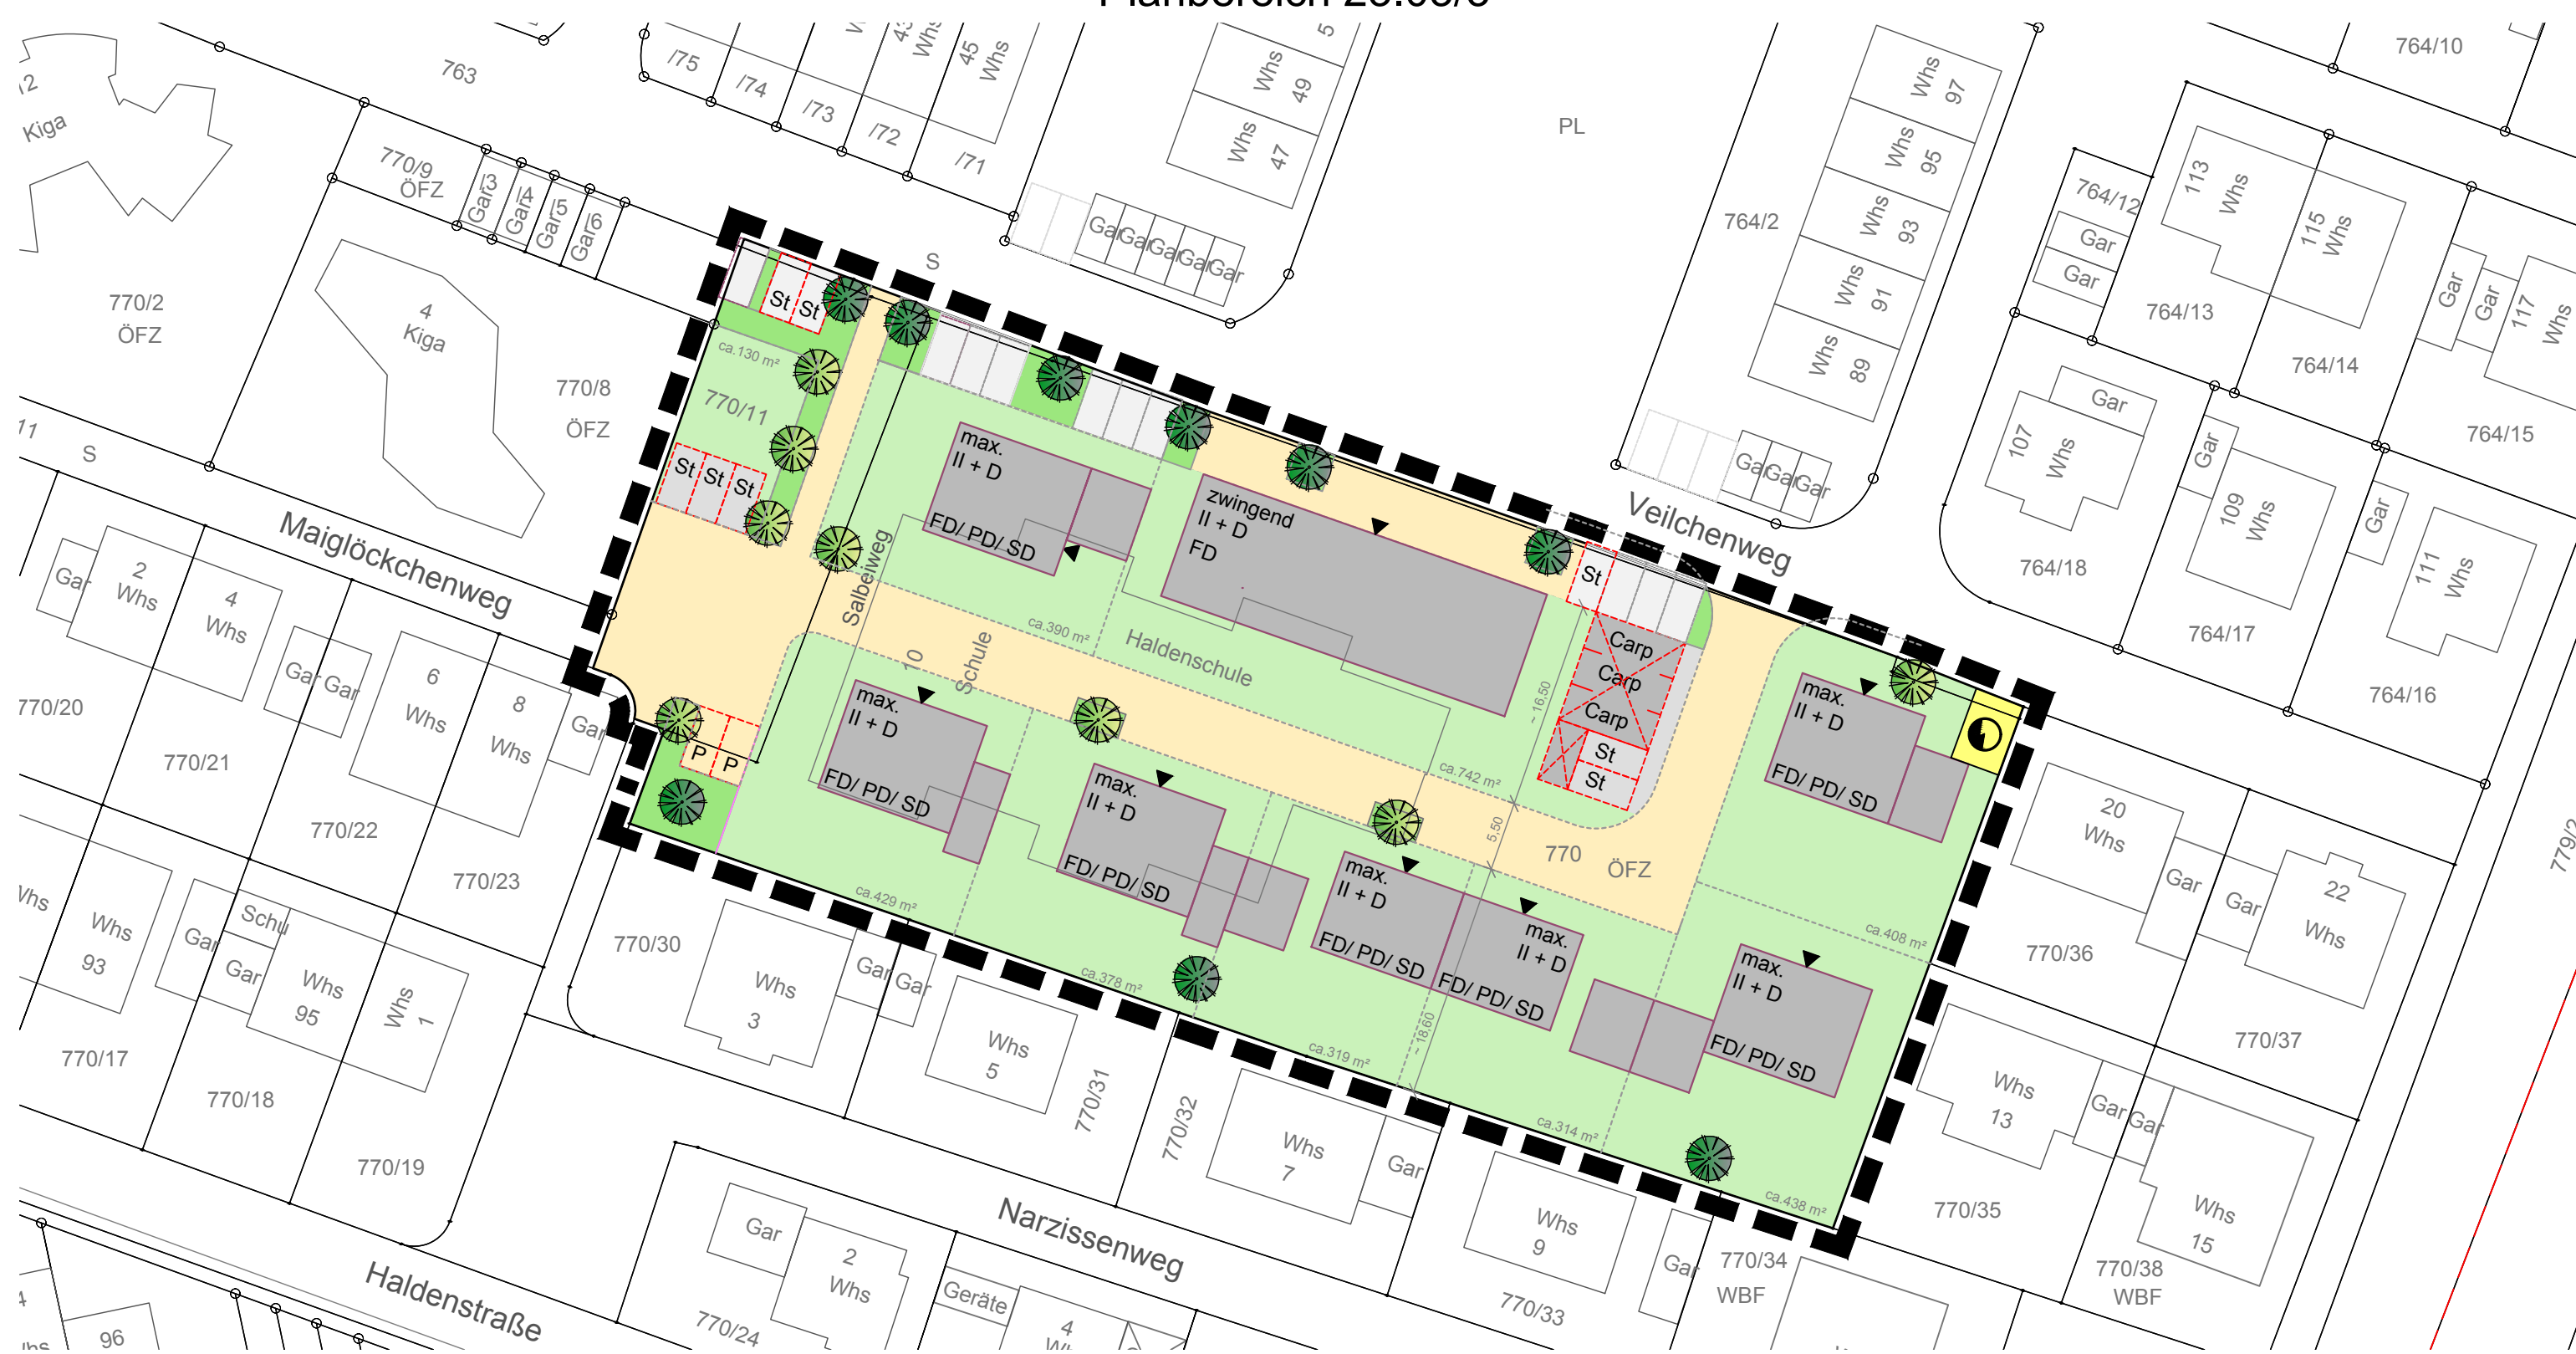 763
/75
/74
/73
/72
/71
45
Whs
Whs
49
Whs
47
5
PL
764/2
Whs
97
Whs
95
Whs
93
Whs
91
Whs
89
764/10
764/12
Gar
Gar
113
Whs
115
Whs
764/13
764/14
Gar
Gar
117
Whs
764/15
Kiga
770/9
ÖFZ
/3
Gar
/4
Gar
/5
Gar
/6
Gar
770/2
ÖFZ
4
Kiga
770/8
ÖFZ
S
S
Gar
Gar
Gar
Gar
Gar
Gar
Gar
Gar
Veilchenweg
107
Whs
Gar
Gar
109
Whs
Gar
111
Whs
764/18
764/17
764/16
Maiglöckchenweg
Gar
2
Whs
4
Whs
Gar
Gar
6
Whs
8
Whs
Gar
770/20
770/21
770/22
770/23
St
St
ca.130 m²
770/11
St
St
St
max.
II + D
FD/ PD/ SD
zwingend
II + D
FD
Salbeiweg
10
Schule
ca.390 m²
Haldenschule
St
Carp
Carp
Carp
St
St
~ 16,50
ca.742 m²
5,50
770
ÖFZ
P
P
max.
II + D
FD/ PD/ SD
max.
II + D
FD/ PD/ SD
max.
II + D
FD/ PD/ SD
max.
II + D
FD/ PD/ SD
max.
II + D
FD/ PD/ SD
max.
II + D
FD/ PD/ SD
ca.429 m²
ca.378 m²
ca.319 m²
~ 18,60
ca.314 m²
ca.408 m²
ca.438 m²
20
Whs
Gar
Gar
22
Whs
770/36
770/37
Whs
13
Gar
Gar
Whs
15
770/35
770/38
WBF
Whs
93
Gar
Schu
Gar
Whs
95
Whs
1
770/17
770/18
770/19
770/30
Whs
3
Gar
Gar
Whs
5
770/31
770/32
Whs
7
Gar
Whs
9
Gar
770/34
WBF
770/33
Narzissenweg
Haldenstraße
Gar
2
Whs
770/24
Geräte
4
96